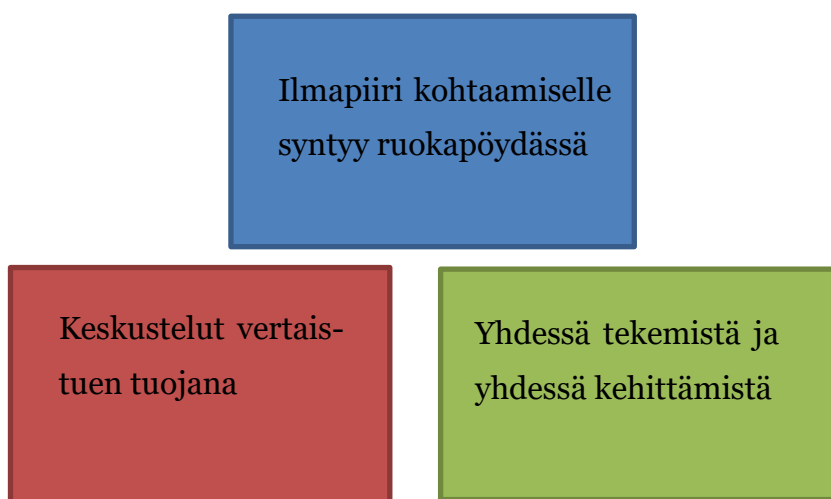 Ilmapiiri kohtaamiselle
syntyy ruokapöydässä
Keskustelut vertais-
tuen tuojana
Yhdessä tekemistä ja
yhdessä kehittämistä